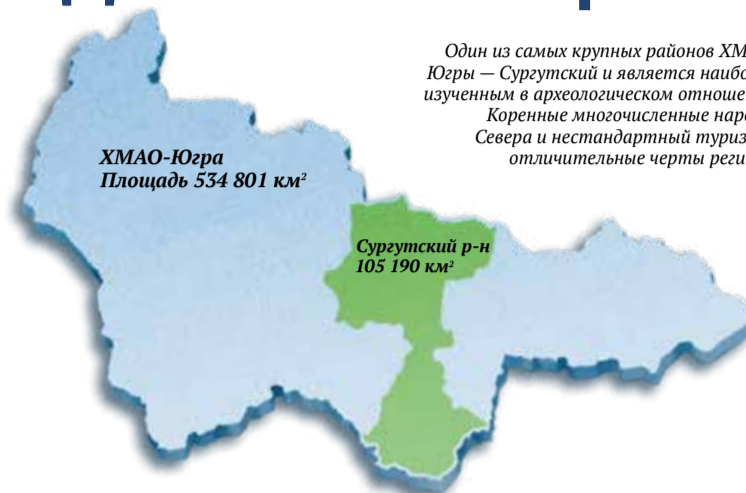 Один из самых крупных районов
Югры — Сургутский и является
изученным в археологическом
Коренные многочисленные
Севера и нестандартный
отличительные черты
ХМАО-Югра
Площадь 534 801 км²
Сургутский р-н
105 190 км²